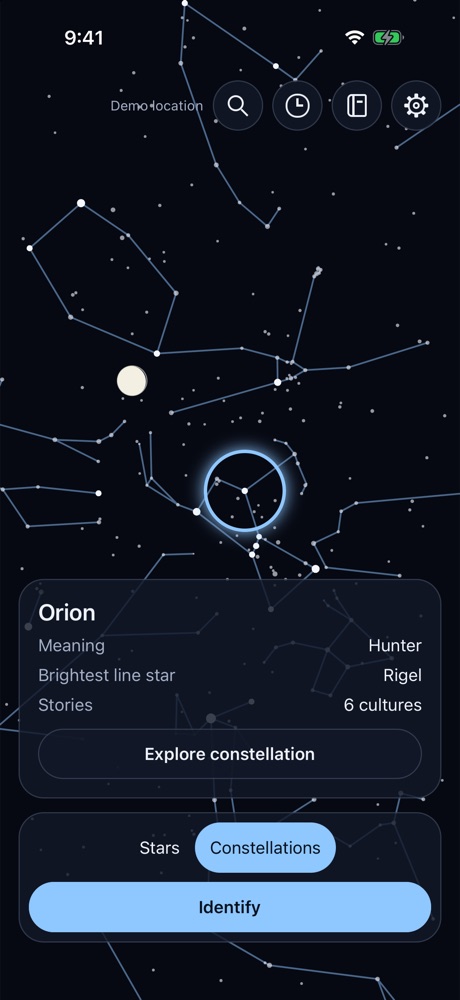 9:41
Demo location
Orion
Meaning Hunter
Brightest line star Rigel
Stories 6 cultures
Explore constellation
Stars Constellations
Identify